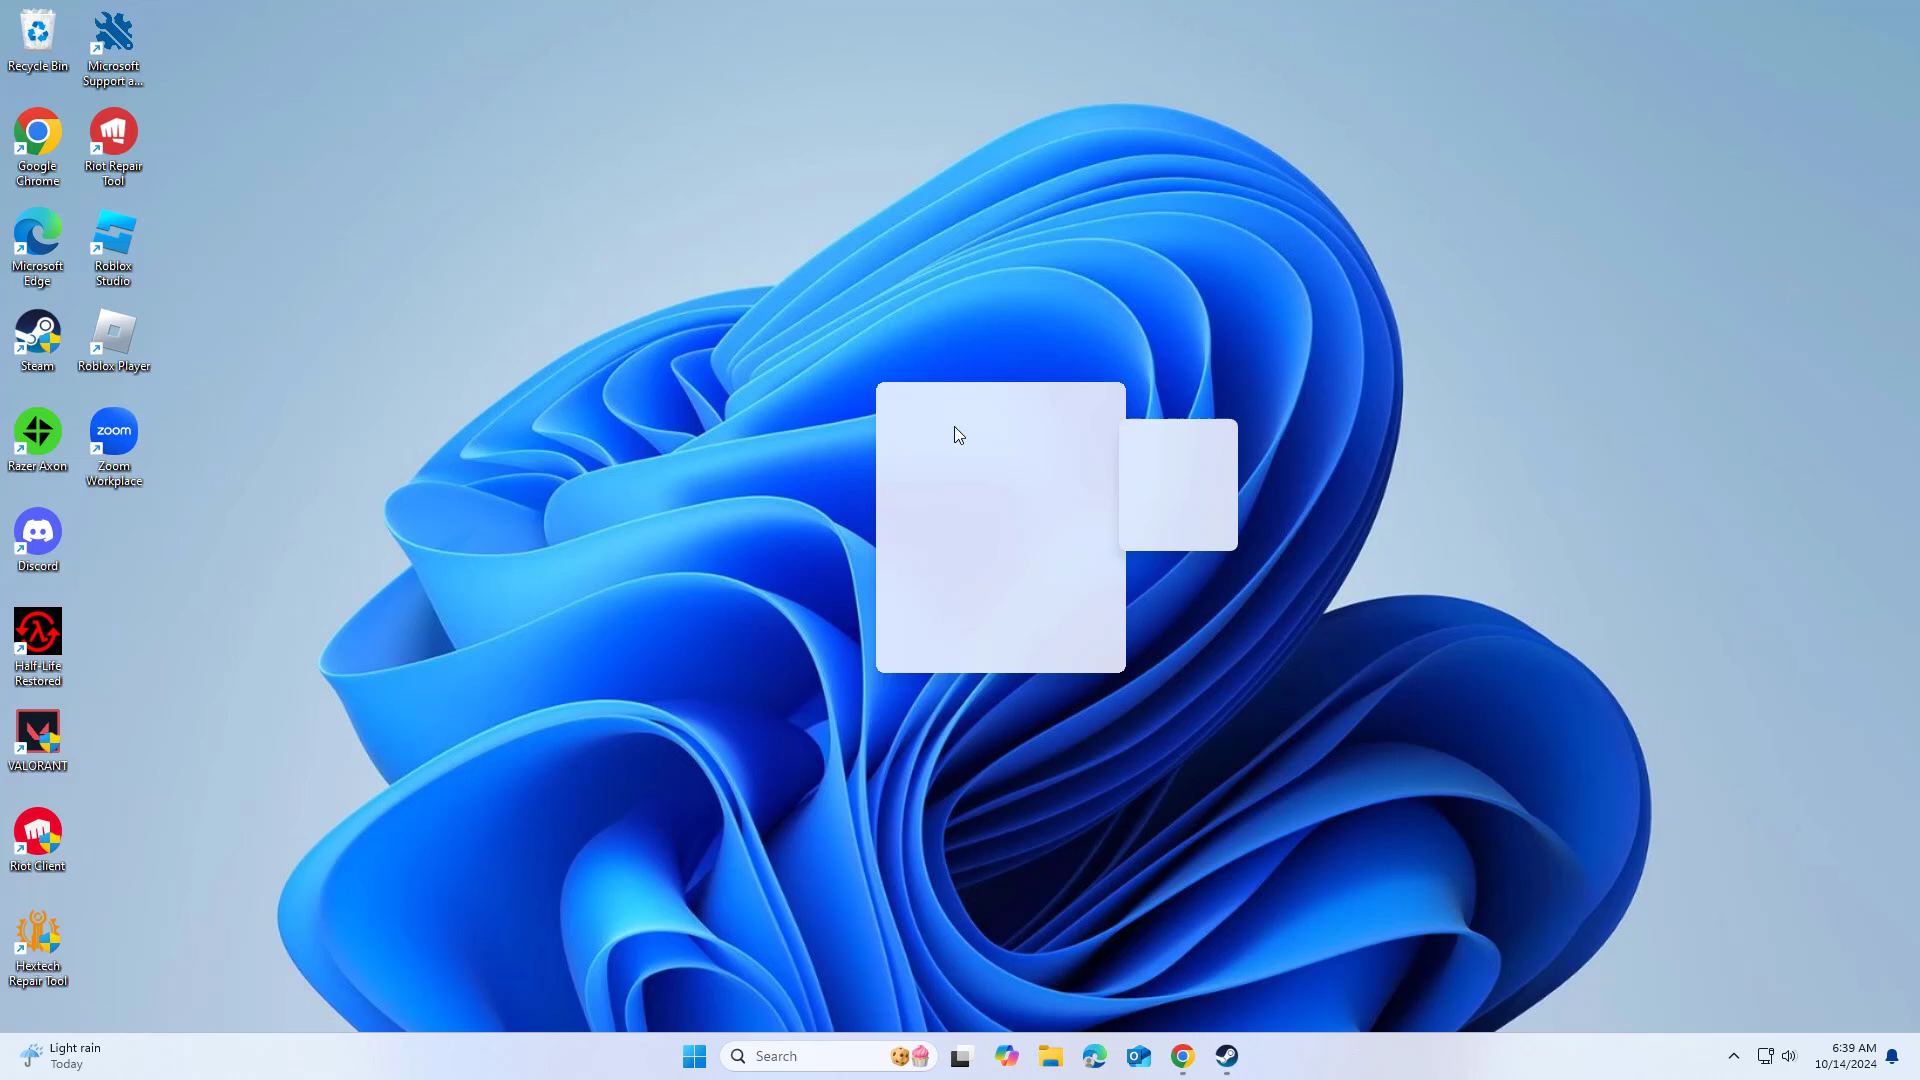 Recycle Bin
Microsoft
Support a...
Google
Chrome
Riot Repair
Tool
Microsoft
Edge
Roblox
Studio
Steam
Roblox Player
Razer Axon
zoom
Zoom
Workplace
Discord
Half-Life
Restored
VALORANT
Riot Client
Hextech
Repair Tool
Light rain
Today
Search
6:39 AM
10/14/2024